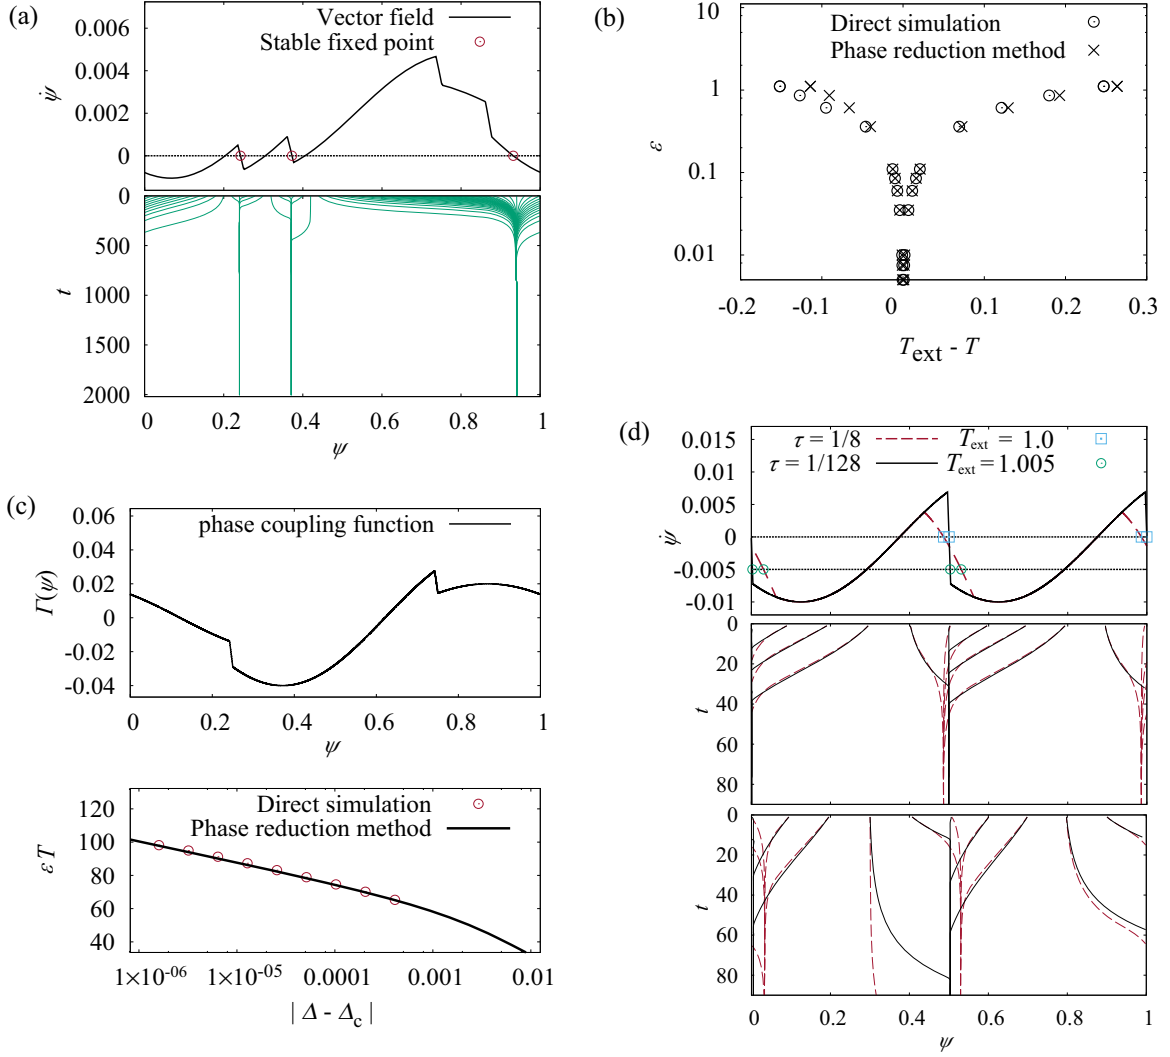 (a)
Vector field
Stable fixed point
0.006
0.004
0.002
0
ψ̇
0
500
1000
1500
2000
t
0 0.2 0.4 0.6 0.8 1
ψ
(b)
Direct simulation
Phase reduction method
10
1
0.1
0.01
ε
-0.2 -0.1 0 0.1 0.2 0.3
T_ext - T
(c)
phase coupling function
0.06
0.04
0.02
0
-0.02
-0.04
Γ(ψ)
0 0.2 0.4 0.6 0.8 1
ψ
Direct simulation
Phase reduction method
120
100
80
60
40
ε T
1×10⁻⁰⁶ 1×10⁻⁰⁵ 0.0001 0.001 0.01
| Δ - Δ_c |
(d)
τ = 1/8 T_ext = 1.0
τ = 1/128 T_ext = 1.005
0.015
0.01
0.005
0
-0.005
-0.01
ψ̇
0
20
40
60
80
t
0
20
40
60
80
t
0 0.2 0.4 0.6 0.8 1
ψ